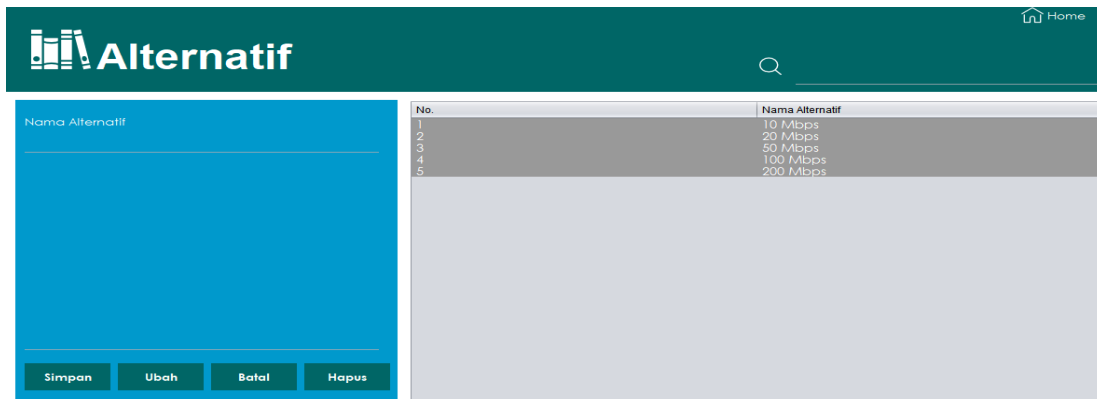 Home
Alternatif
Nama Alternatif
No. Nama Alternatif
1 10 Mbps
2 20 Mbps
3 50 Mbps
4 100 Mbps
5 200 Mbps
Simpan Ubah Batal Hapus